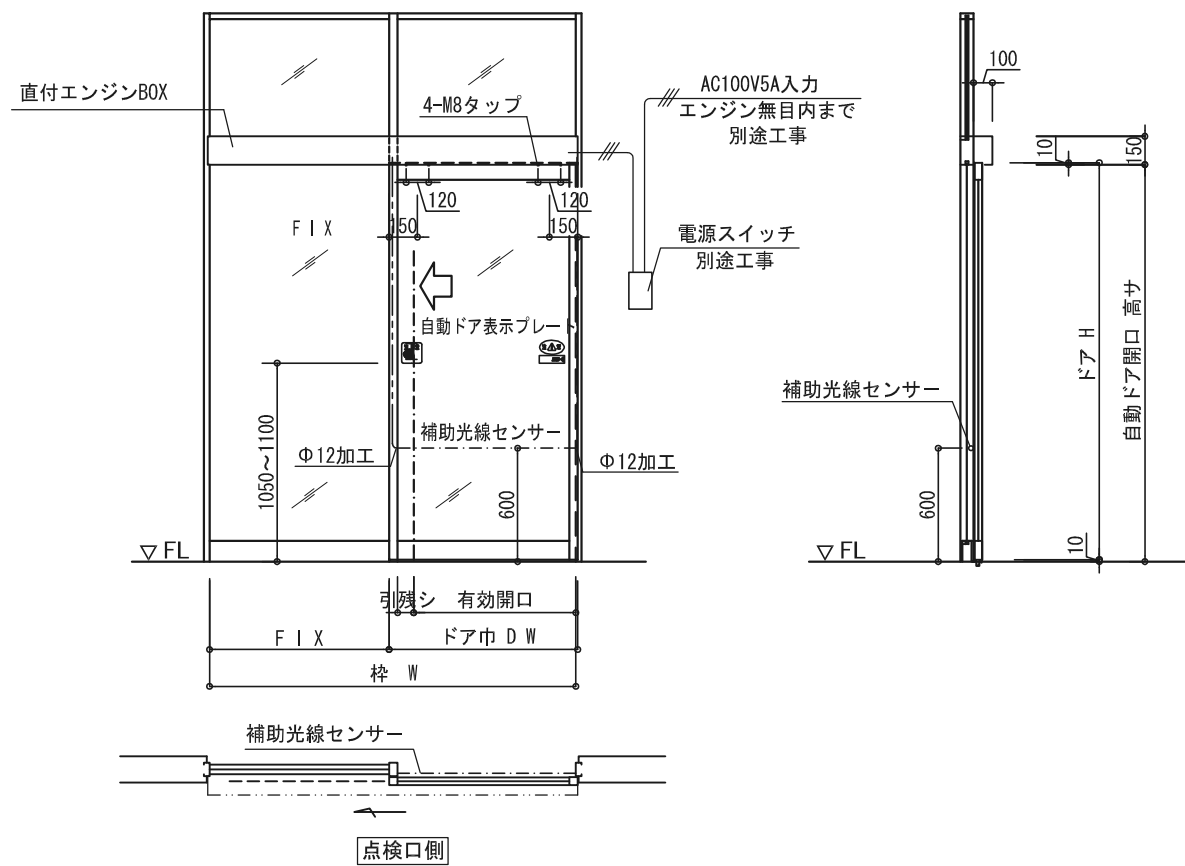 直付エンジンBOX
4-M8タップ
AC100V5A入力
エンジン無目内まで
別途工事
100
10
150
120
120
FIX
150
150
電源スイッチ
別途工事
自動ドア表示プレート
1050~1100
補助光線センサー
Φ12加工
Φ12加工
600
補助光線センサー
600
ドア H
自動ドア開口 高サ
10
▽FL
▽FL
引残シ 有効開口
FIX
ドア巾 DW
枠 W
補助光線センサー
点検口側